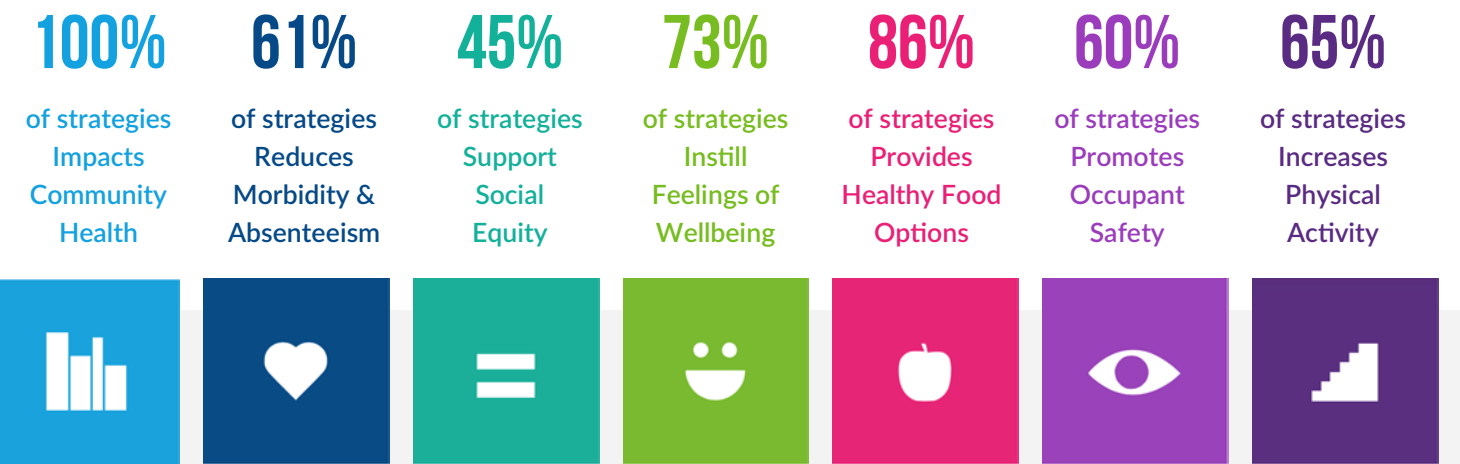 100%
of strategies
Impacts
Community
Health
61%
of strategies
Reduces
Morbidity &
Absenteeism
45%
of strategies
Support
Social
Equity
73%
of strategies
Instill
Feelings of
Wellbeing
86%
of strategies
Provides
Healthy Food
Options
60%
of strategies
Promotes
Occupant
Safety
65%
of strategies
Increases
Physical
Activity